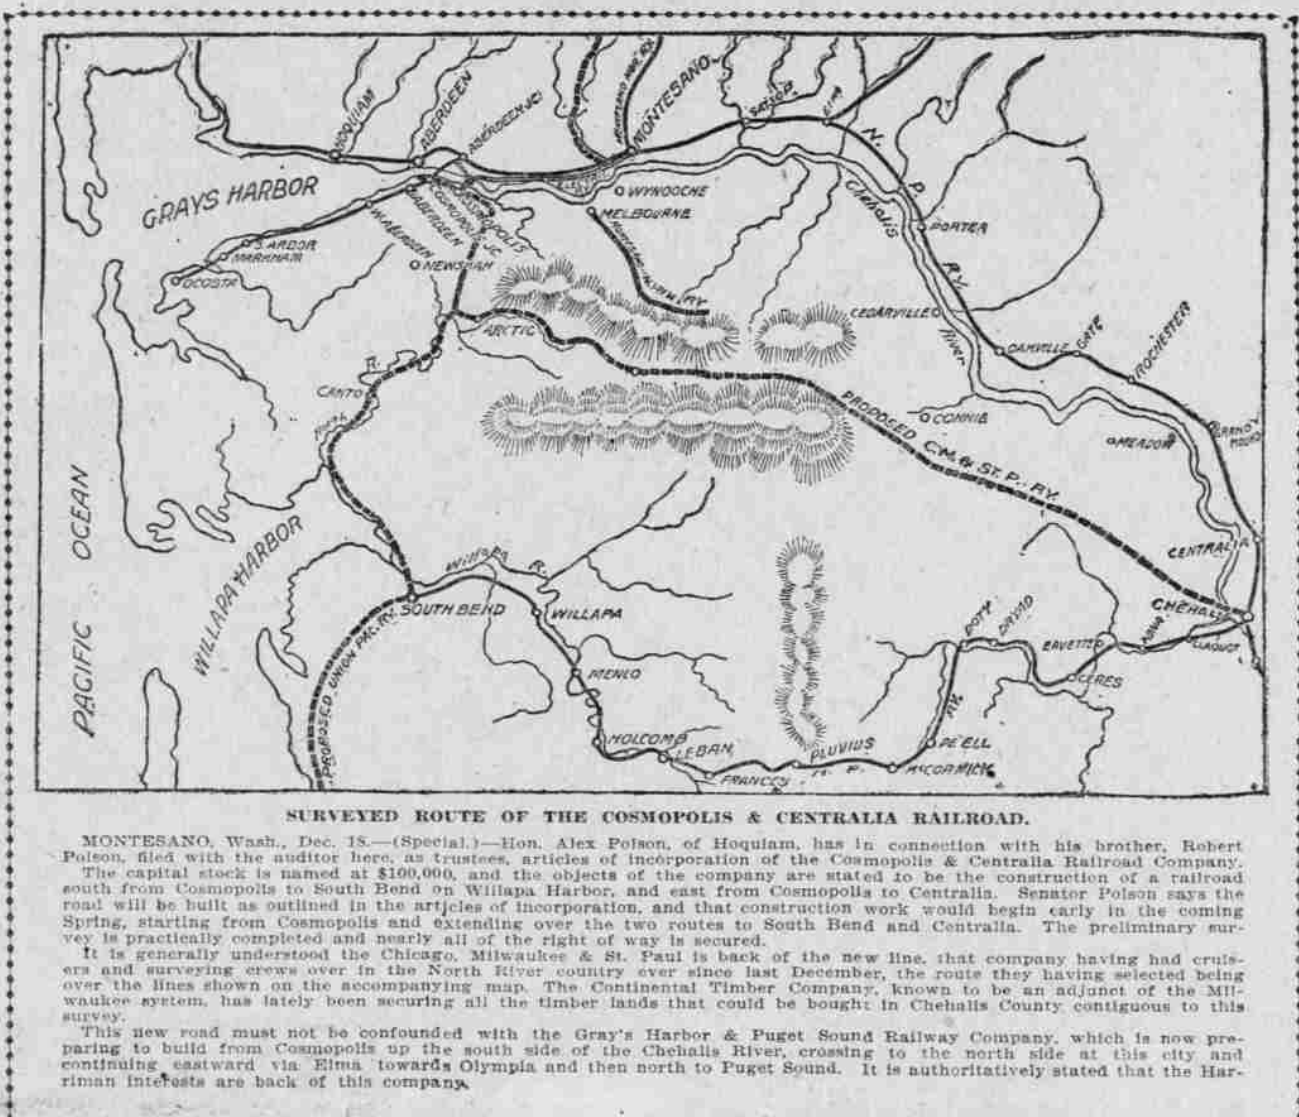 HOQUIAM
ABERDEEN
ABERDEEN JC.
MONTESANO
SATSOP
ELMA
N. P. RY.
GRAYS HARBOR
WYNOOCHE
MELBOURNE
COSMOPOLIS
COSMOPOLIS JC
ABERDEEN
W. ABERDEEN
Chehalis
River
PORTER
S. ARBOR
MARKHAM
OCOSTA
NEWSKAH
CEDARVILLE
ARCTIC
OAKVILLE
GATE
ROCHESTER
CANTO
R.
CONNIE
MEADOW
GRAND MOUND
PROPOSED C.M. & ST. P. RY.
PACIFIC OCEAN
WILLAPA HARBOR
CENTRALIA
CHEHALIS
Willapa R.
SOUTH BEND
WILLAPA
PROPOSED UNION PAC. RY.
MENLO
DOTY
DRYAD
CERES
HOLCOMB
LEBAN
FRANCES
PLUVIUS
PE ELL
McCORMICK
SURVEYED ROUTE OF THE COSMOPOLIS & CENTRALIA RAILROAD.
MONTESANO, Wash., Dec. 18.—(Special.)—Hon. Alex Polson, of Hoquiam, has in connection with his brother, Robert
Polson, filed with the auditor here, as trustees, articles of incorporation of the Cosmopolis & Centralia Railroad Company.
The capital stock is named at $100,000, and the objects of the company are stated to be the construction of a railroad
south from Cosmopolis to South Bend on Willapa Harbor, and east from Cosmopolis to Centralia. Senator Polson says the
road will be built as outlined in the articles of incorporation, and that construction work would begin early in the coming
Spring, starting from Cosmopolis and extending over the two routes to South Bend and Centralia. The preliminary sur-
vey is practically completed and nearly all of the right of way is secured.
It is generally understood the Chicago, Milwaukee & St. Paul is back of the new line, that company having had cruis-
ers and surveying crews over in the North River country ever since last December, the route they having selected being
over the lines shown on the accompanying map. The Continental Timber Company, known to be an adjunct of the Mil-
waukee system, has lately been securing all the timber lands that could be bought in Chehalis County contiguous to this
survey.
This new road must not be confounded with the Gray's Harbor & Puget Sound Railway Company, which is now pre-
paring to build from Cosmopolis up the south side of the Chehalis River, crossing to the north side at this city and
continuing eastward via Elma towards Olympia and then north to Puget Sound. It is authoritatively stated that the Har-
riman interests are back of this company.